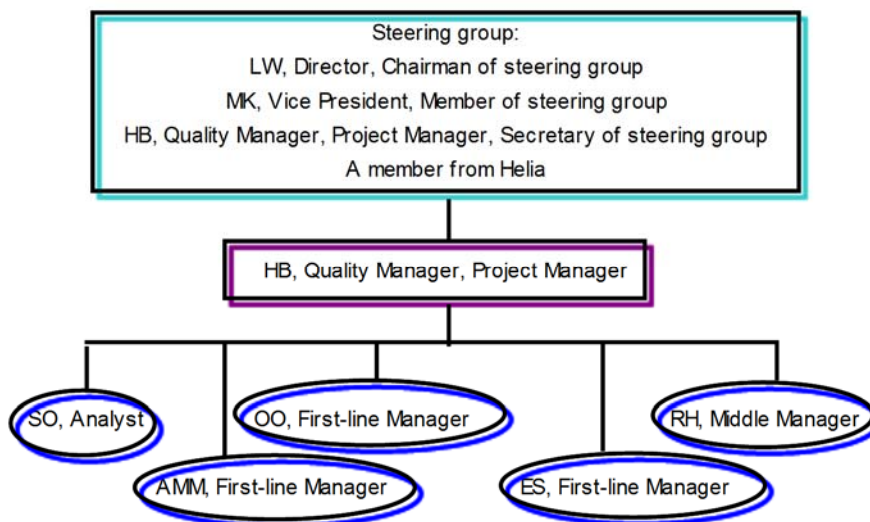 Steering group:
LW, Director, Chairman of steering group
MK, Vice President, Member of steering group
HB, Quality Manager, Project Manager, Secretary of steering group
A member from Helia
HB, Quality Manager, Project Manager
SO, Analyst
OO, First-line Manager
RH, Middle Manager
AMM, First-line Manager
ES, First-line Manager